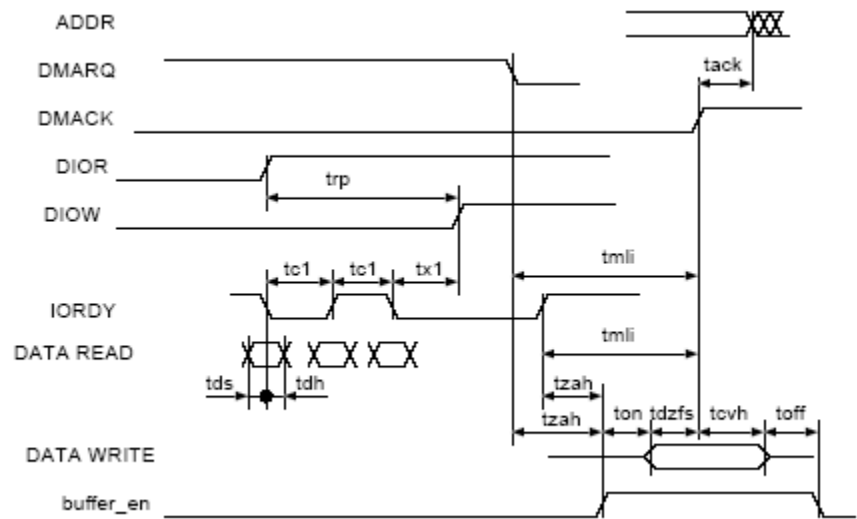 ADDR
DMARQ
tack
DMACK
DIOR
trp
DIOW
tc1 tc1 tx1 tmli
IORDY
tmli
DATA READ
tds tdh tzah
tzah ton tdzfs tcvh toff
DATA WRITE
buffer_en